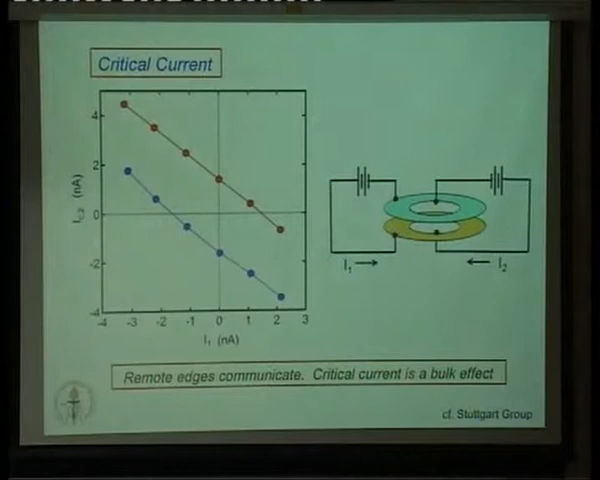 Critical Current
4
2
0
-2
-4
I_c2 (nA)
-4 -3 -2 -1 0 1 2 3
I₁ (nA)
I₁
I₂
Remote edges communicate. Critical current is a bulk effect
cf. Stuttgart Group